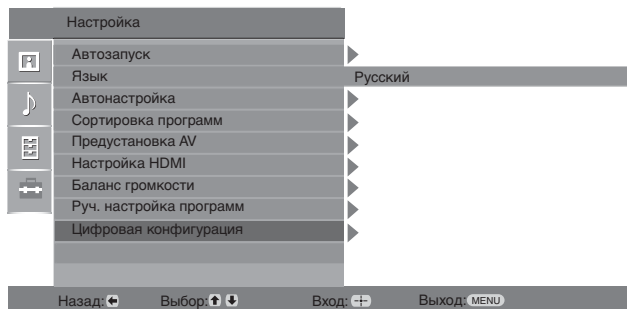 Настройка
Автозапуск
Язык Русский
Автонастройка
Сортировка программ
Предустановка AV
Настройка HDMI
Баланс громкости
Руч. настройка программ
Цифровая конфигурация
Назад: Выбор: Вход: Выход: MENU